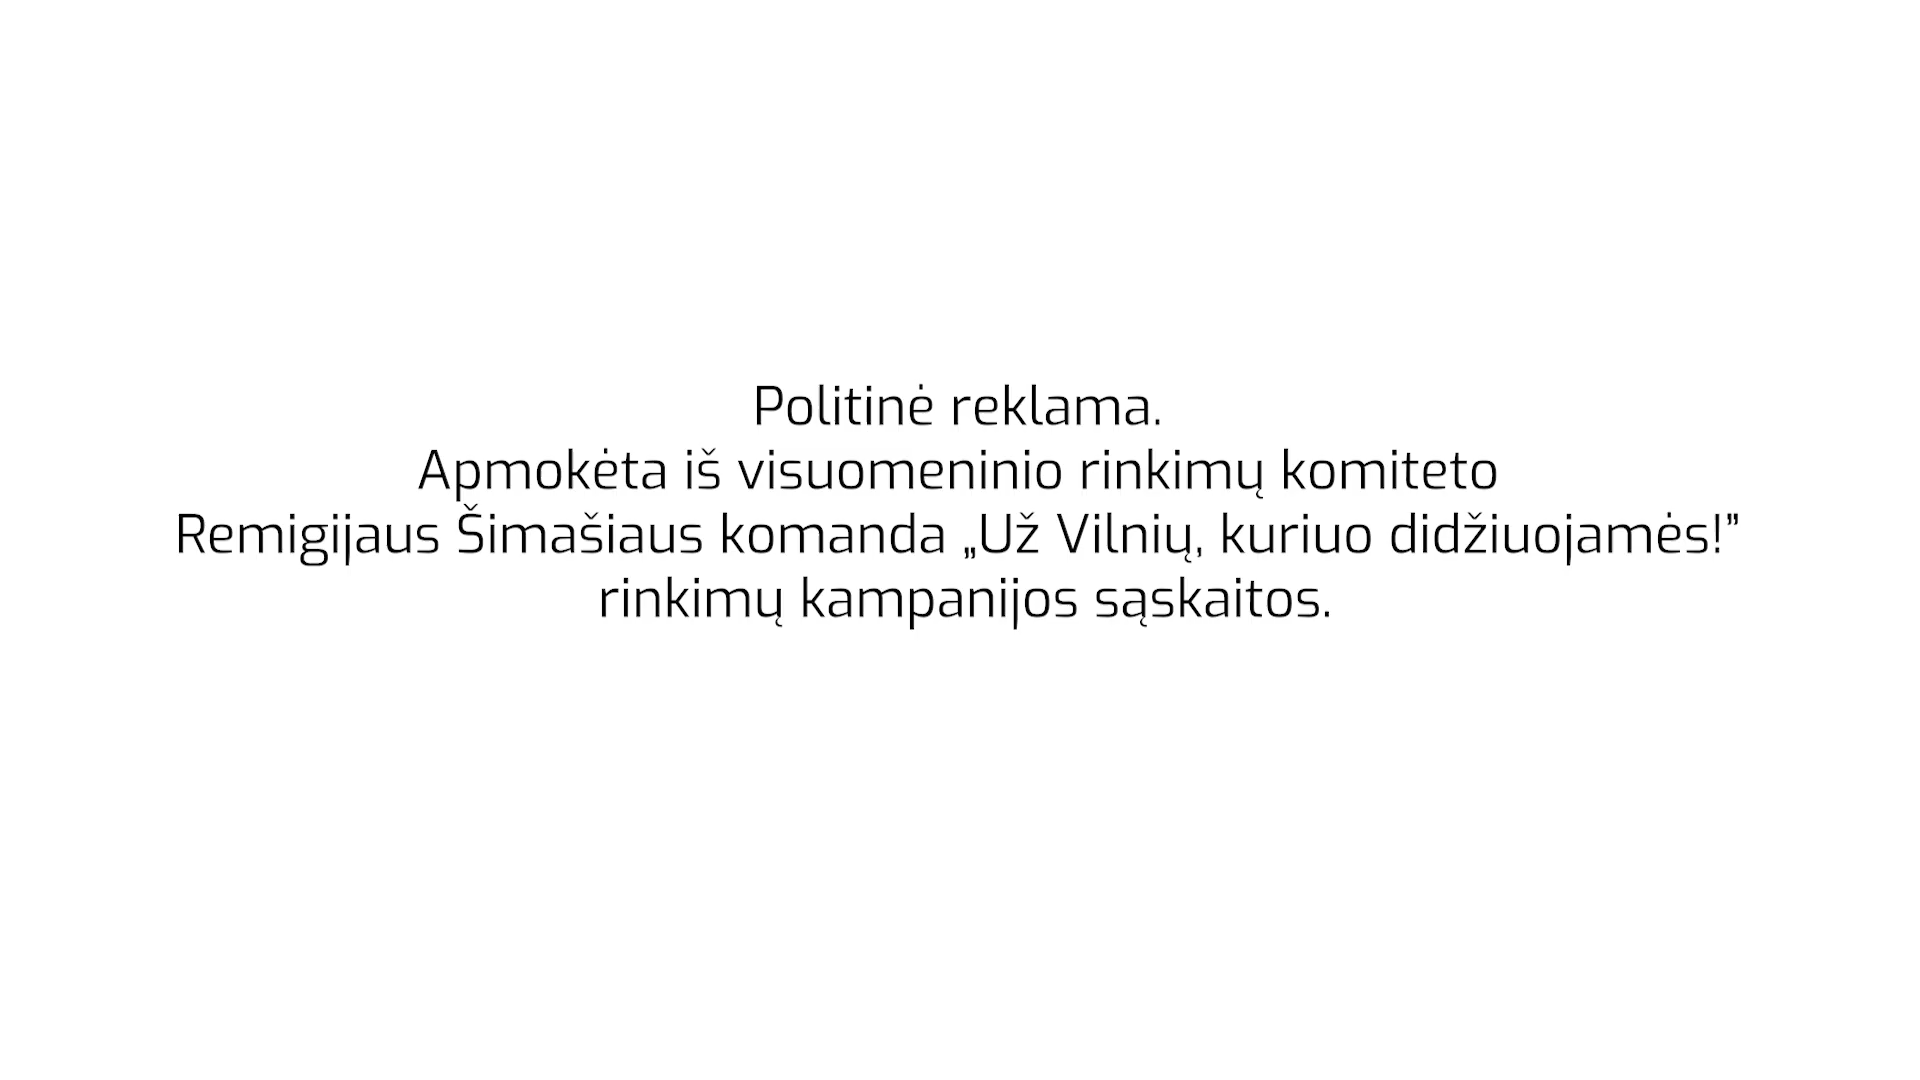 Politinė reklama.
Apmokėta iš visuomeninio rinkimų komiteto
Remigijaus Šimašiaus komanda „Už Vilnių, kuriuo didžiuojamės!”
rinkimų kampanijos sąskaitos.